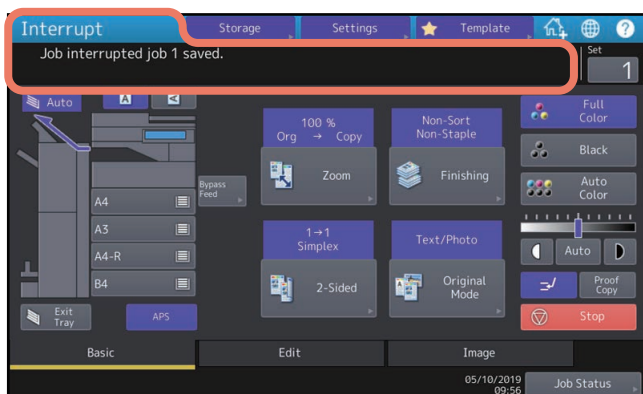 Interrupt
Storage
Settings
Template
?
Job interrupted job 1 saved.
Set
1
Auto
A
A
100 %
Org → Copy
Zoom
Non-Sort
Non-Staple
Finishing
Full
Color
Black
Auto
Color
Bypass
Feed
A4
A3
A4-R
B4
1→1
Simplex
2-Sided
Text/Photo
Original
Mode
Auto
Proof
Copy
Exit
Tray
APS
Stop
Basic
Edit
Image
05/10/2019
09:56
Job Status